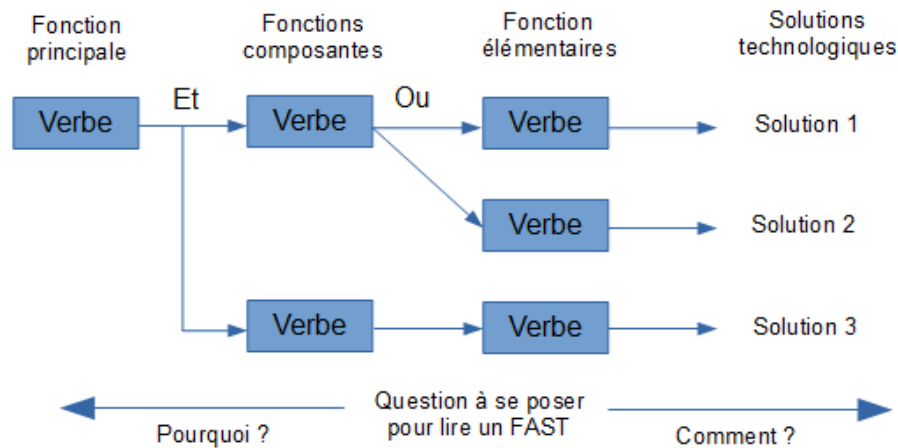 Fonction
principale
Fonctions
composantes
Fonction
élémentaires
Solutions
technologiques
Et
Ou
Verbe
Verbe
Verbe
Solution 1
Verbe
Solution 2
Verbe
Verbe
Solution 3
Question à se poser
pour lire un FAST
Pourquoi ?
Comment ?